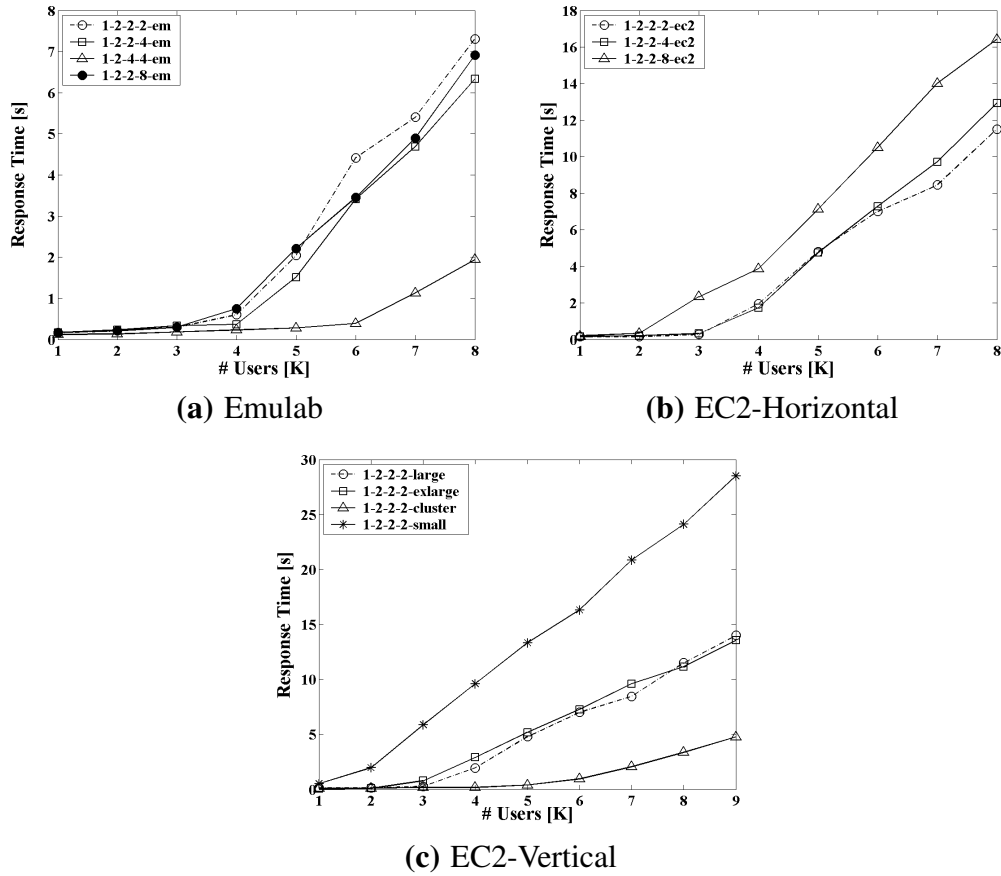 8
7
6
5
4
3
2
1
0
Response Time [s]
1-2-2-2-em
1-2-2-4-em
1-2-4-4-em
1-2-2-8-em
1 2 3 4 5 6 7 8
# Users [K]
(a) Emulab
18
16
14
12
10
8
6
4
2
0
Response Time [s]
1-2-2-2-ec2
1-2-2-4-ec2
1-2-2-8-ec2
1 2 3 4 5 6 7 8
# Users [K]
(b) EC2-Horizontal
30
25
20
15
10
5
0
Response Time [s]
1-2-2-2-large
1-2-2-2-exlarge
1-2-2-2-cluster
1-2-2-2-small
1 2 3 4 5 6 7 8 9
# Users [K]
(c) EC2-Vertical